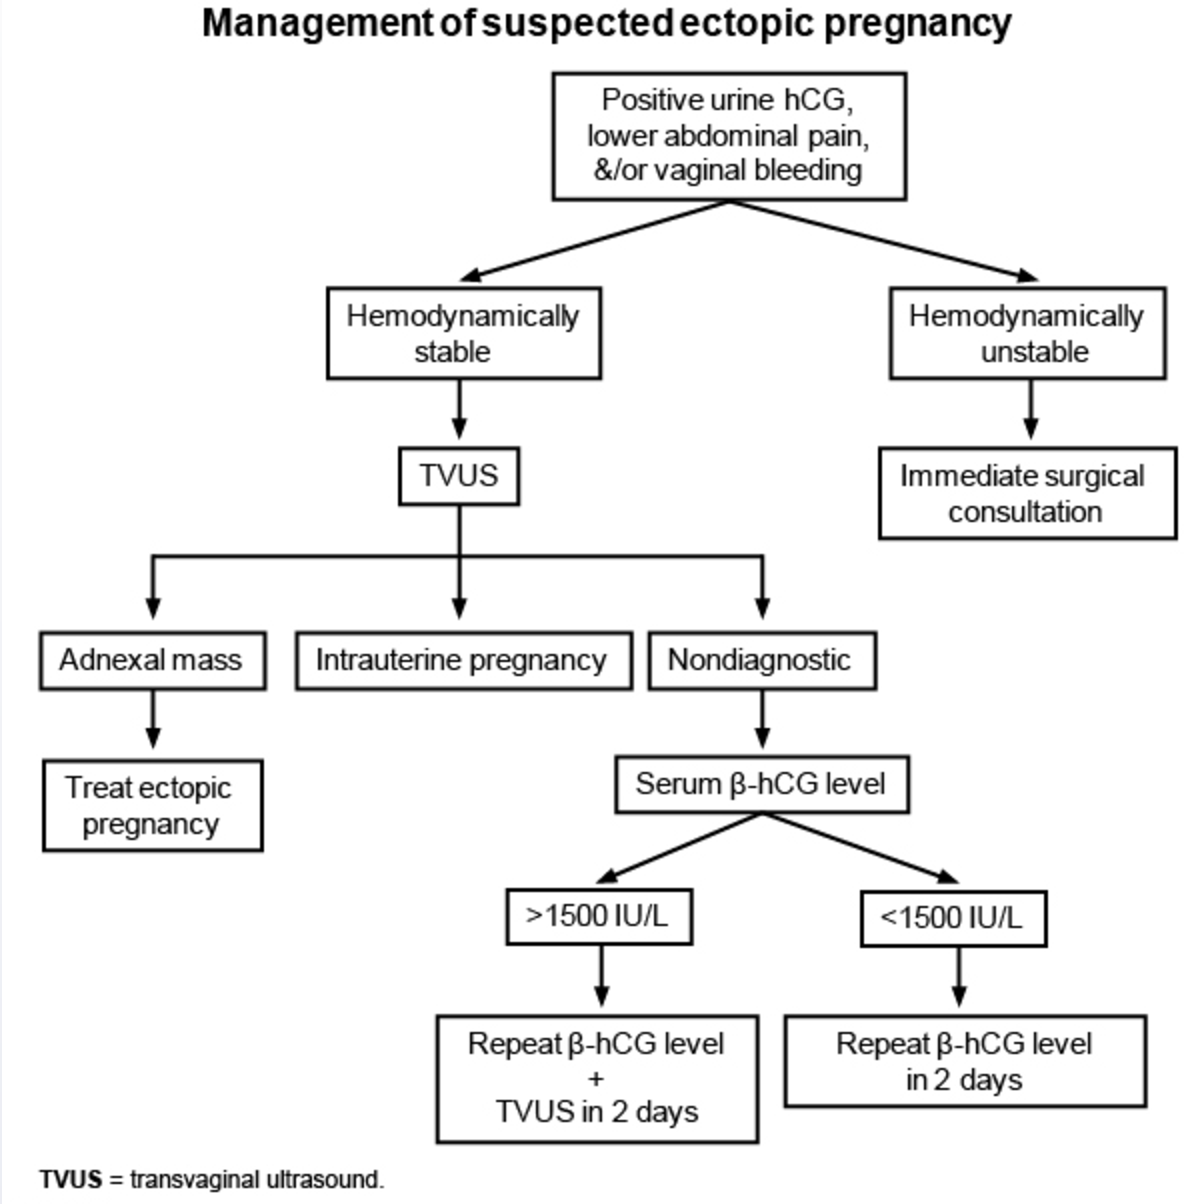 Management of suspected ectopic pregnancy
Positive urine hCG,
lower abdominal pain,
&/or vaginal bleeding
Hemodynamically
stable
Hemodynamically
unstable
TVUS
Immediate surgical
consultation
Adnexal mass
Intrauterine pregnancy
Nondiagnostic
Treat ectopic
pregnancy
Serum β-hCG level
>1500 IU/L
<1500 IU/L
Repeat β-hCG level
+
TVUS in 2 days
Repeat β-hCG level
in 2 days
TVUS = transvaginal ultrasound.